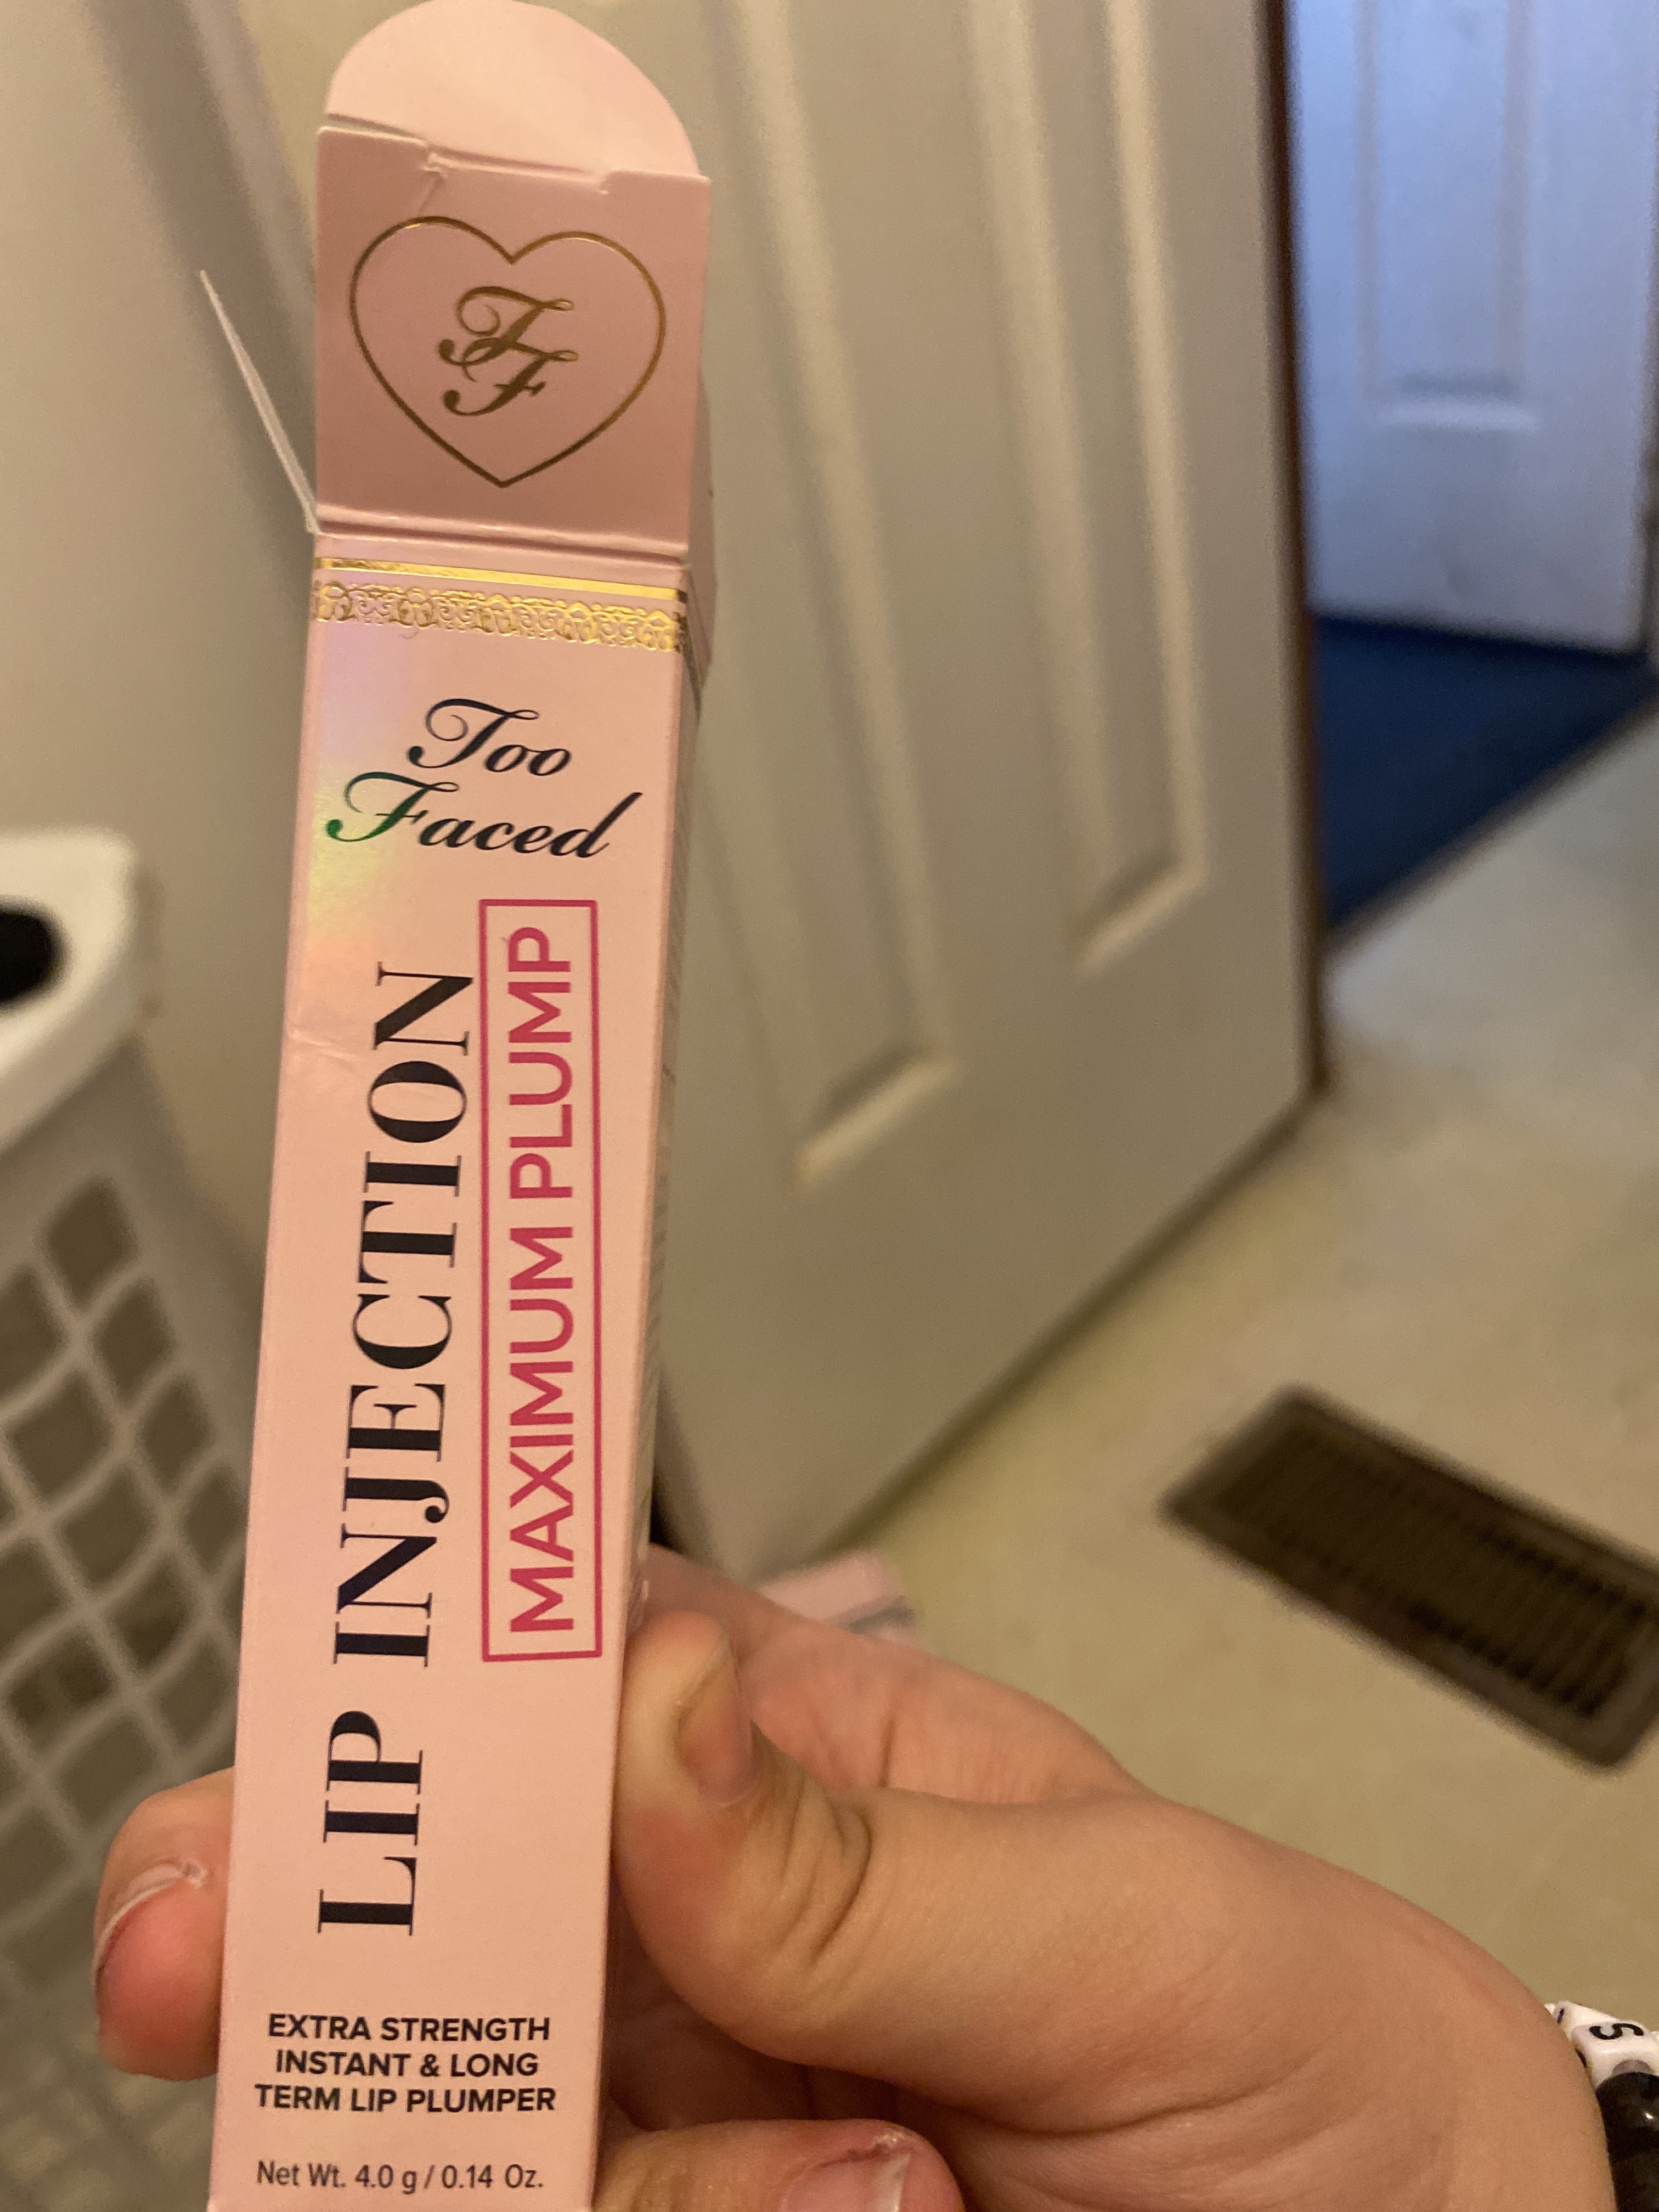 TF
Too
Faced
LIP INJECTION
MAXIMUM PLUMP
EXTRA STRENGTH
INSTANT & LONG
TERM LIP PLUMPER
Net Wt. 4.0 g / 0.14 Oz.
S